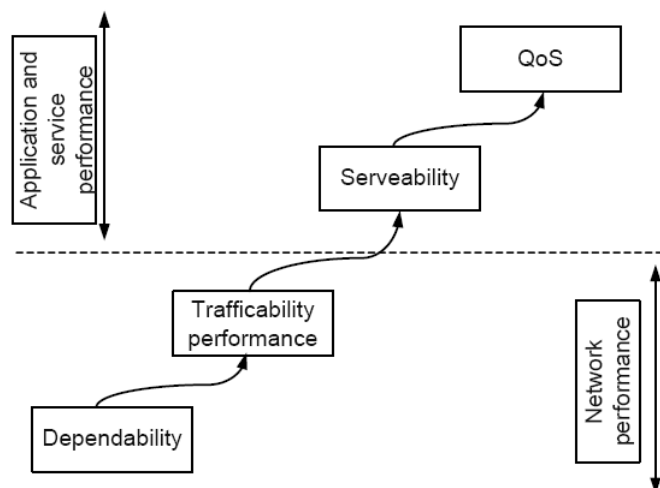 Application and
service
performance
QoS
Serveability
Trafficability
performance
Dependability
Network
performance